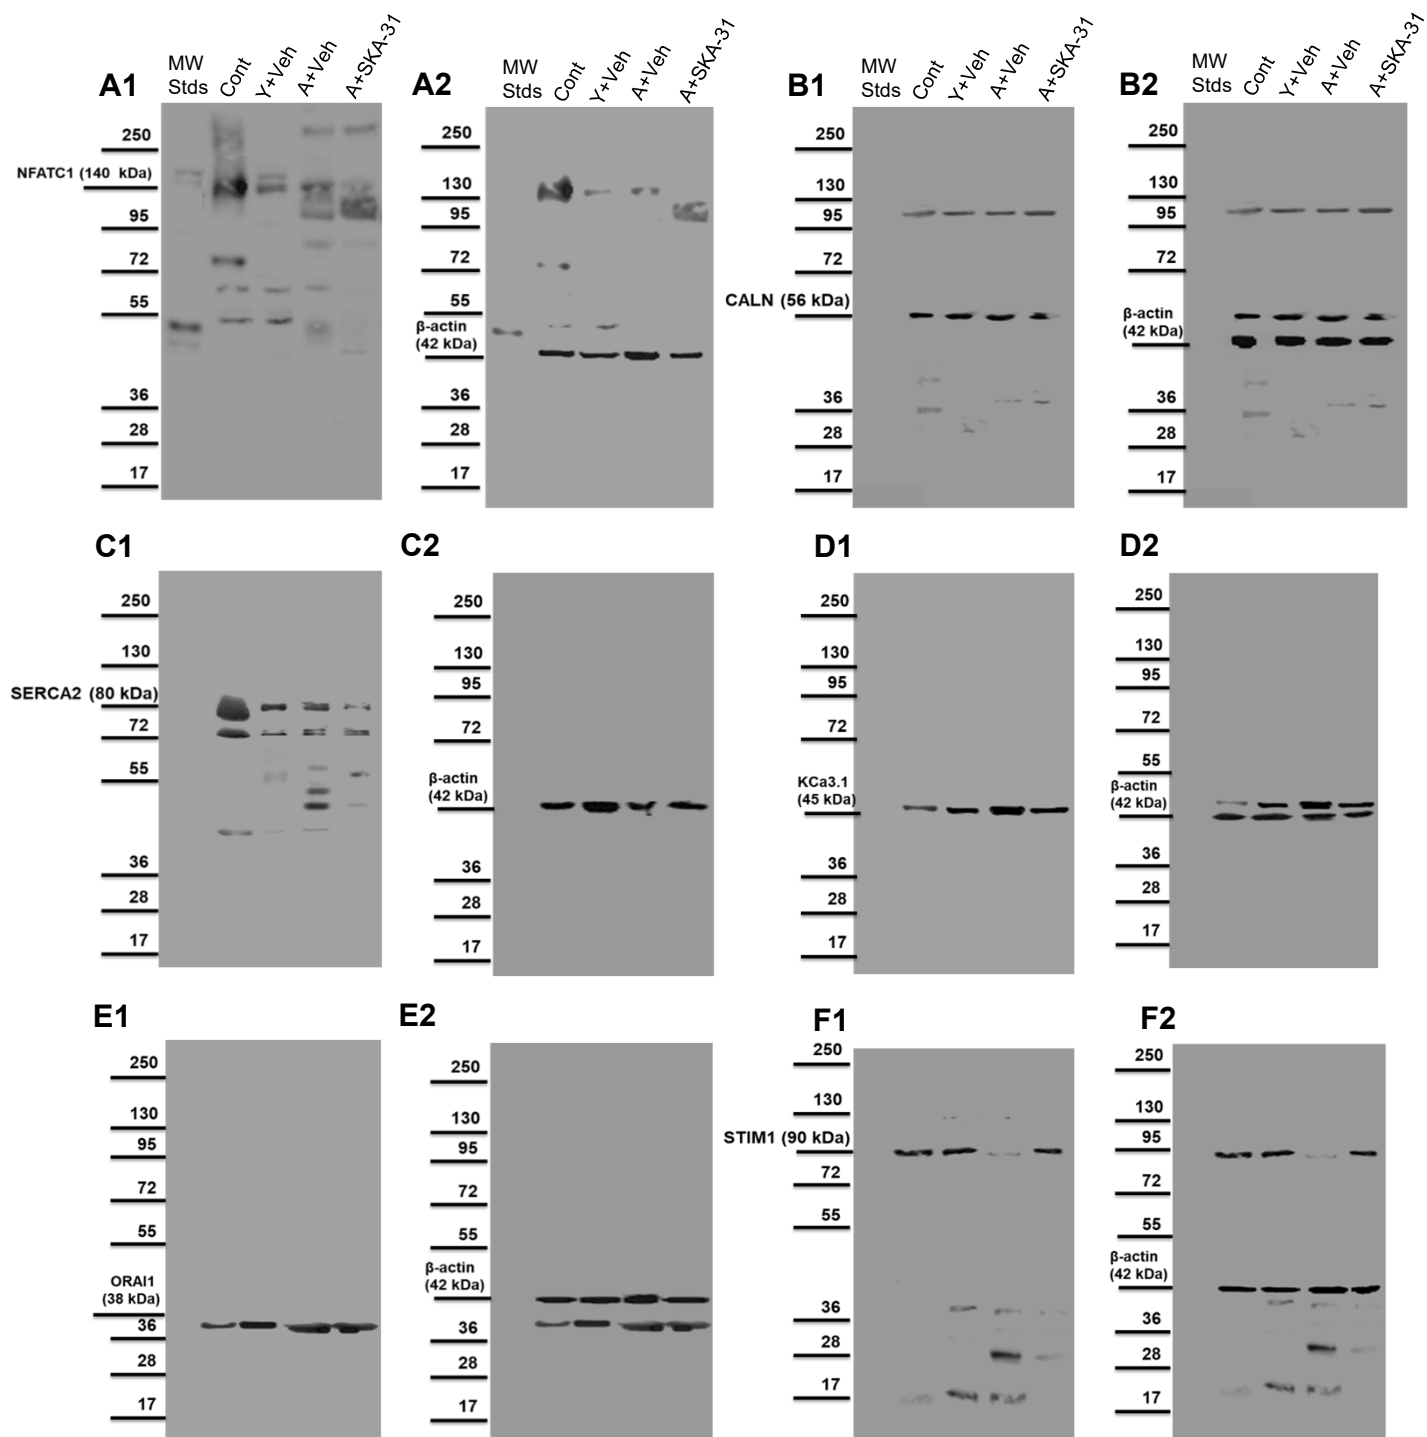 A1
MW
Stds
Cont
Y+Veh
A+Veh
A+SKA-31
250
NFATC1 (140 kDa)
95
72
55
36
28
17
A2
MW
Stds
Cont
Y+Veh
A+Veh
A+SKA-31
250
130
95
72
55
β-actin
(42 kDa)
36
28
17
B1
MW
Stds
Cont
Y+Veh
A+Veh
A+SKA-31
250
130
95
72
CALN (56 kDa)
36
28
17
B2
MW
Stds
Cont
Y+Veh
A+Veh
A+SKA-31
250
130
95
72
β-actin
(42 kDa)
36
28
17
C1
250
130
SERCA2 (80 kDa)
72
55
36
28
17
C2
250
130
95
72
β-actin
(42 kDa)
36
28
17
D1
250
130
95
72
KCa3.1
(45 kDa)
36
28
17
D2
250
130
95
72
55
β-actin
(42 kDa)
36
28
17
E1
250
130
95
72
55
ORAI1
(38 kDa)
36
28
17
E2
250
130
95
72
55
β-actin
(42 kDa)
36
28
17
F1
250
130
STIM1 (90 kDa)
72
55
36
28
17
F2
250
130
95
72
55
β-actin
(42 kDa)
36
28
17